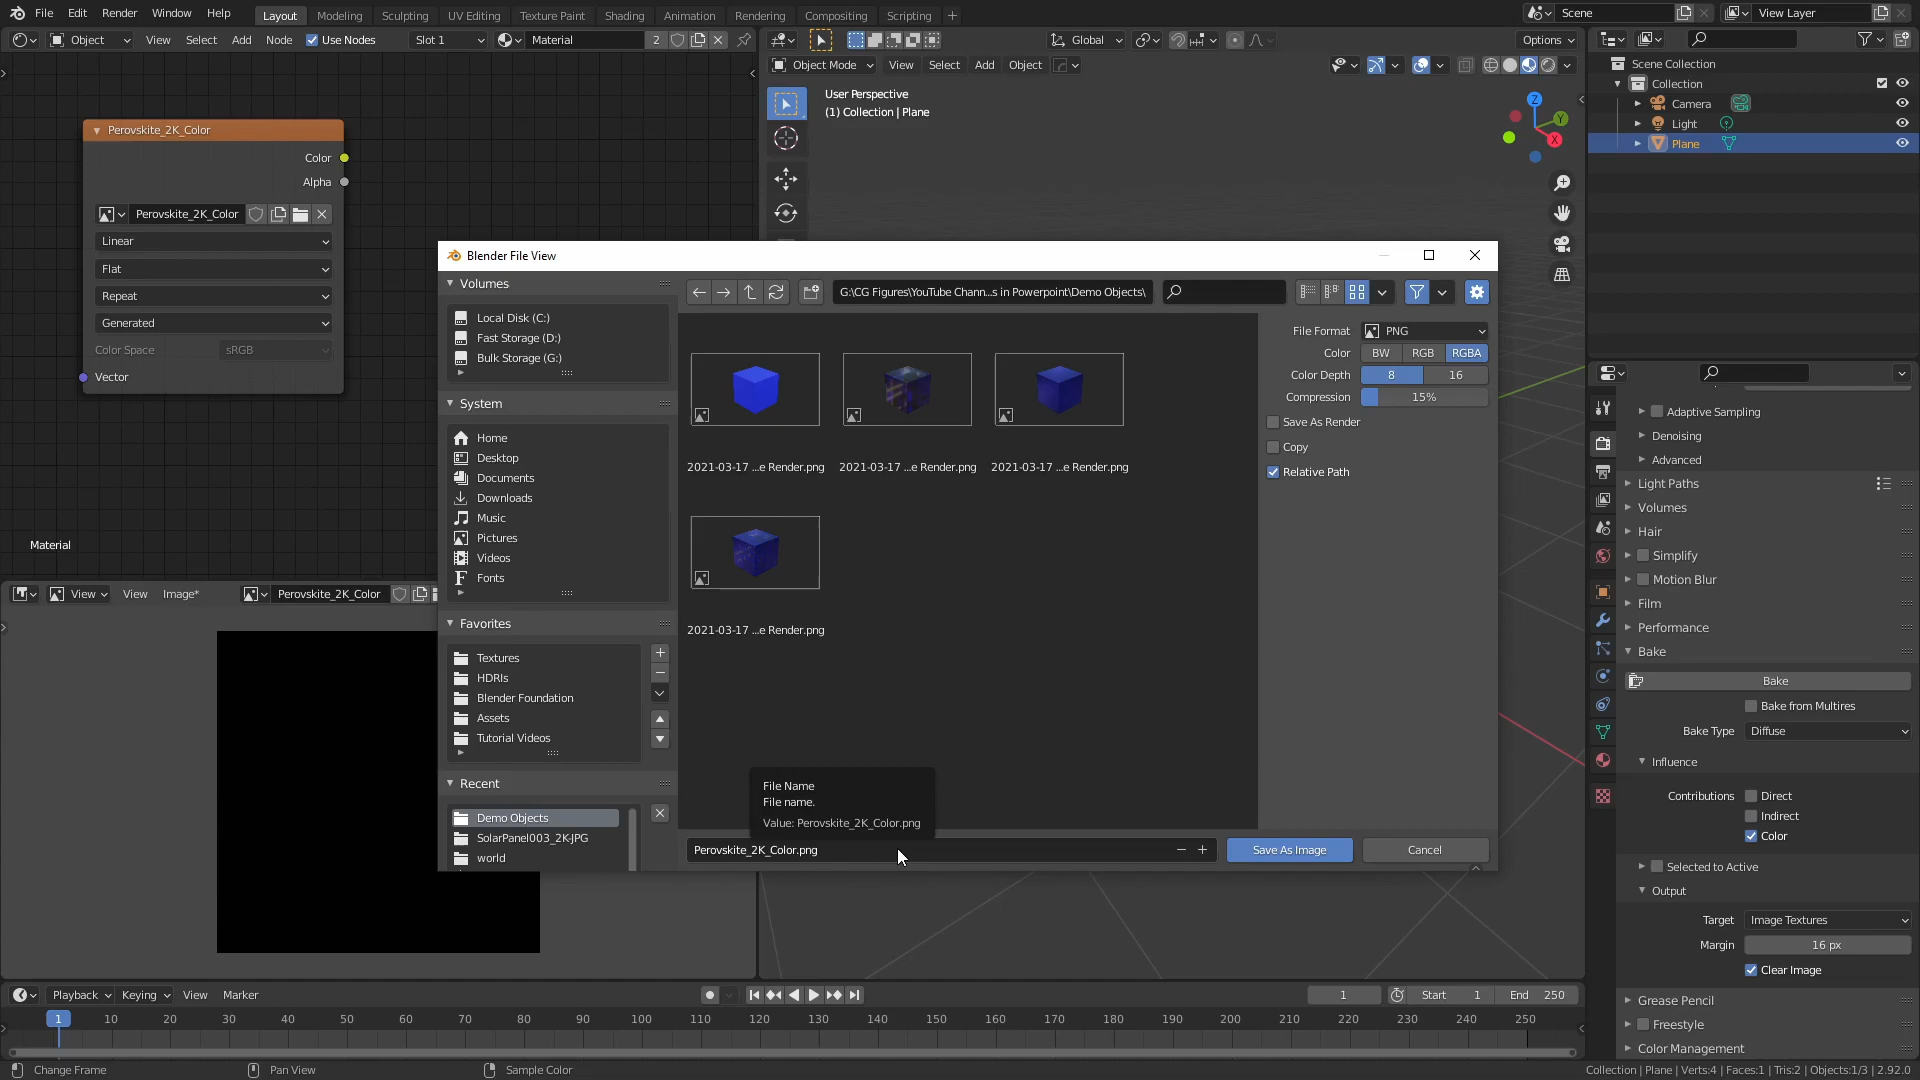 File Edit Render Window Help Layout Modeling Sculpting UV Editing Texture Paint Shading Animation Rendering Compositing Scripting + Scene View Layer
Object View Select Add Node Use Nodes Slot 1 Material 2 Global Options
Object Mode View Select Add Object
User Perspective
(1) Collection | Plane
Z
Y
X
Scene Collection
Collection
Camera
Light
Plane
Perovskite_2K_Color
Color
Alpha
Perovskite_2K_Color
Linear
Flat
Repeat
Generated
Color Space sRGB
Vector
Material
View View Image* Perovskite_2K_Color
Blender File View
Volumes
Local Disk (C:)
Fast Storage (D:)
Bulk Storage (G:)
System
Home
Desktop
Documents
Downloads
Music
Pictures
Videos
Fonts
Favorites
Textures
HDRIs
Blender Foundation
Assets
Tutorial Videos
Recent
Demo Objects
SolarPanel003_2K-JPG
world
G:\CG Figures\YouTube Chann...s in Powerpoint\Demo Objects\
2021-03-17 ...e Render.png
2021-03-17 ...e Render.png
2021-03-17 ...e Render.png
2021-03-17 ...e Render.png
File Format PNG
Color BW RGB RGBA
Color Depth 8 16
Compression 15%
Save As Render
Copy
Relative Path
File Name
File name.
Value: Perovskite_2K_Color.png
Perovskite_2K_Color.png
Save As Image
Cancel
Adaptive Sampling
Denoising
Advanced
Light Paths
Volumes
Hair
Simplify
Motion Blur
Film
Performance
Bake
Bake
Bake from Multires
Bake Type Diffuse
Influence
Contributions Direct
Indirect
Color
Selected to Active
Output
Target Image Textures
Margin 16 px
Clear Image
Grease Pencil
Freestyle
Color Management
Playback Keying View Marker 1 Start 1 End 250
1 10 20 30 40 50 60 70 80 90 100 110 120 130 140 150 160 170 180 190 200 210 220 230 240 250
Change Frame Pan View Sample Color Collection | Plane | Verts:4 | Faces:1 | Tris:2 | Objects:1/3 | 2.92.0